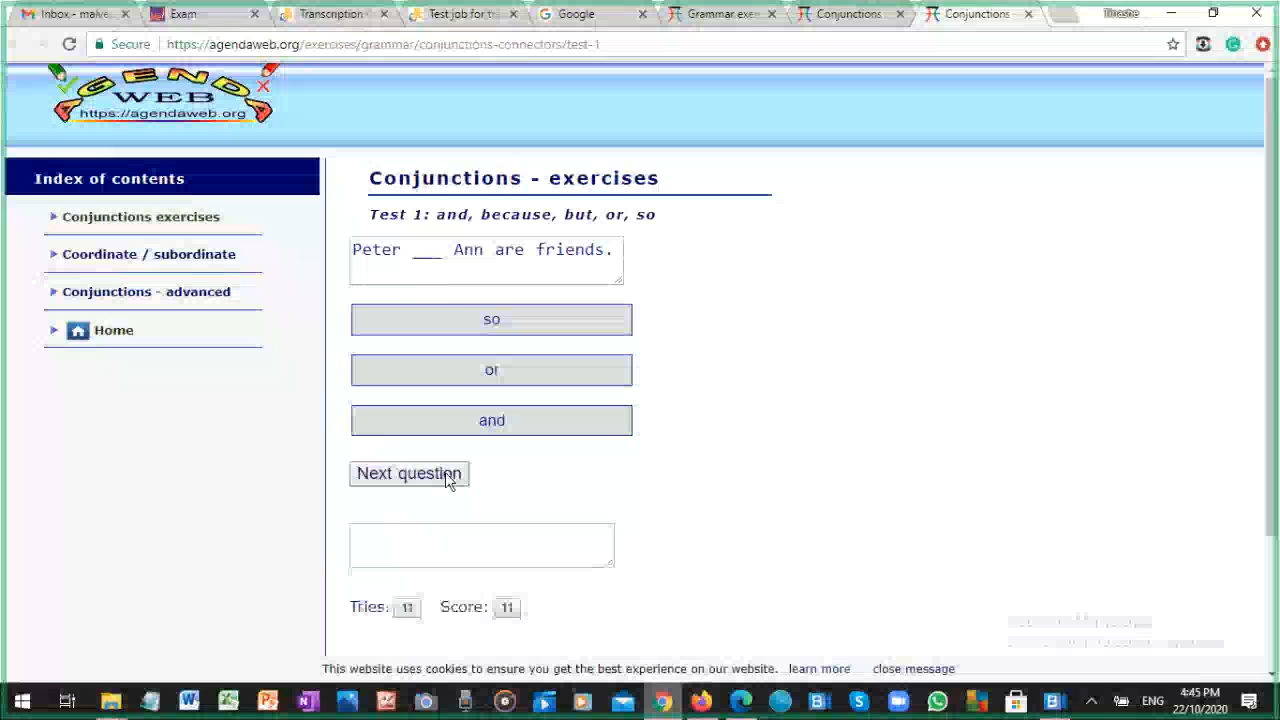 Inbox - malve
Exam
Transcription
Test job for th
Google
Grammar exe
Conjunctions
Conjunctions
Secure
https://agendaweb.org/exercises/grammar/conjunctions-connectors/test-1
GENDA
WEB
https://agendaweb.org
Index of contents
Conjunctions exercises
Coordinate / subordinate
Conjunctions - advanced
Home
Conjunctions - exercises
Test 1: and, because, but, or, so
Peter ___ Ann are friends.
so
or
and
Next question
Tries: 11 Score: 11
This website uses cookies to ensure you get the best experience on our website. learn more close message
ENG
4:45 PM
22/10/2020